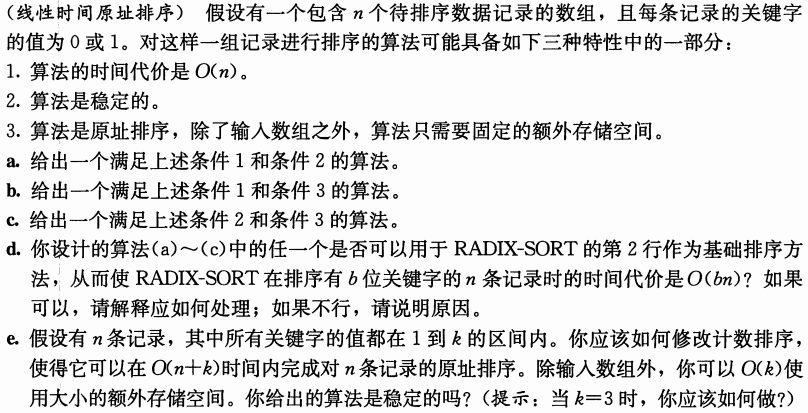 (线性时间原址排序) 假设有一个包含 n 个待排序数据记录的数组，且每条记录的关键字
的值为 0 或 1。对这样一组记录进行排序的算法可能具备如下三种特性中的一部分：
1. 算法的时间代价是 O(n)。
2. 算法是稳定的。
3. 算法是原址排序，除了输入数组之外，算法只需要固定的额外存储空间。
a. 给出一个满足上述条件 1 和条件 2 的算法。
b. 给出一个满足上述条件 1 和条件 3 的算法。
c. 给出一个满足上述条件 2 和条件 3 的算法。
d. 你设计的算法(a)～(c)中的任一个是否可以用于 RADIX-SORT 的第 2 行作为基础排序方
法，从而使 RADIX-SORT 在排序有 b 位关键字的 n 条记录时的时间代价是 O(bn)？如果
可以，请解释应如何处理；如果不行，请说明原因。
e. 假设有 n 条记录，其中所有关键字的值都在 1 到 k 的区间内。你应该如何修改计数排序，
使得它可以在 O(n+k)时间内完成对 n 条记录的原址排序。除输入数组外，你可以 O(k)使
用大小的额外存储空间。你给出的算法是稳定的吗？(提示：当 k=3 时，你应该如何做？)